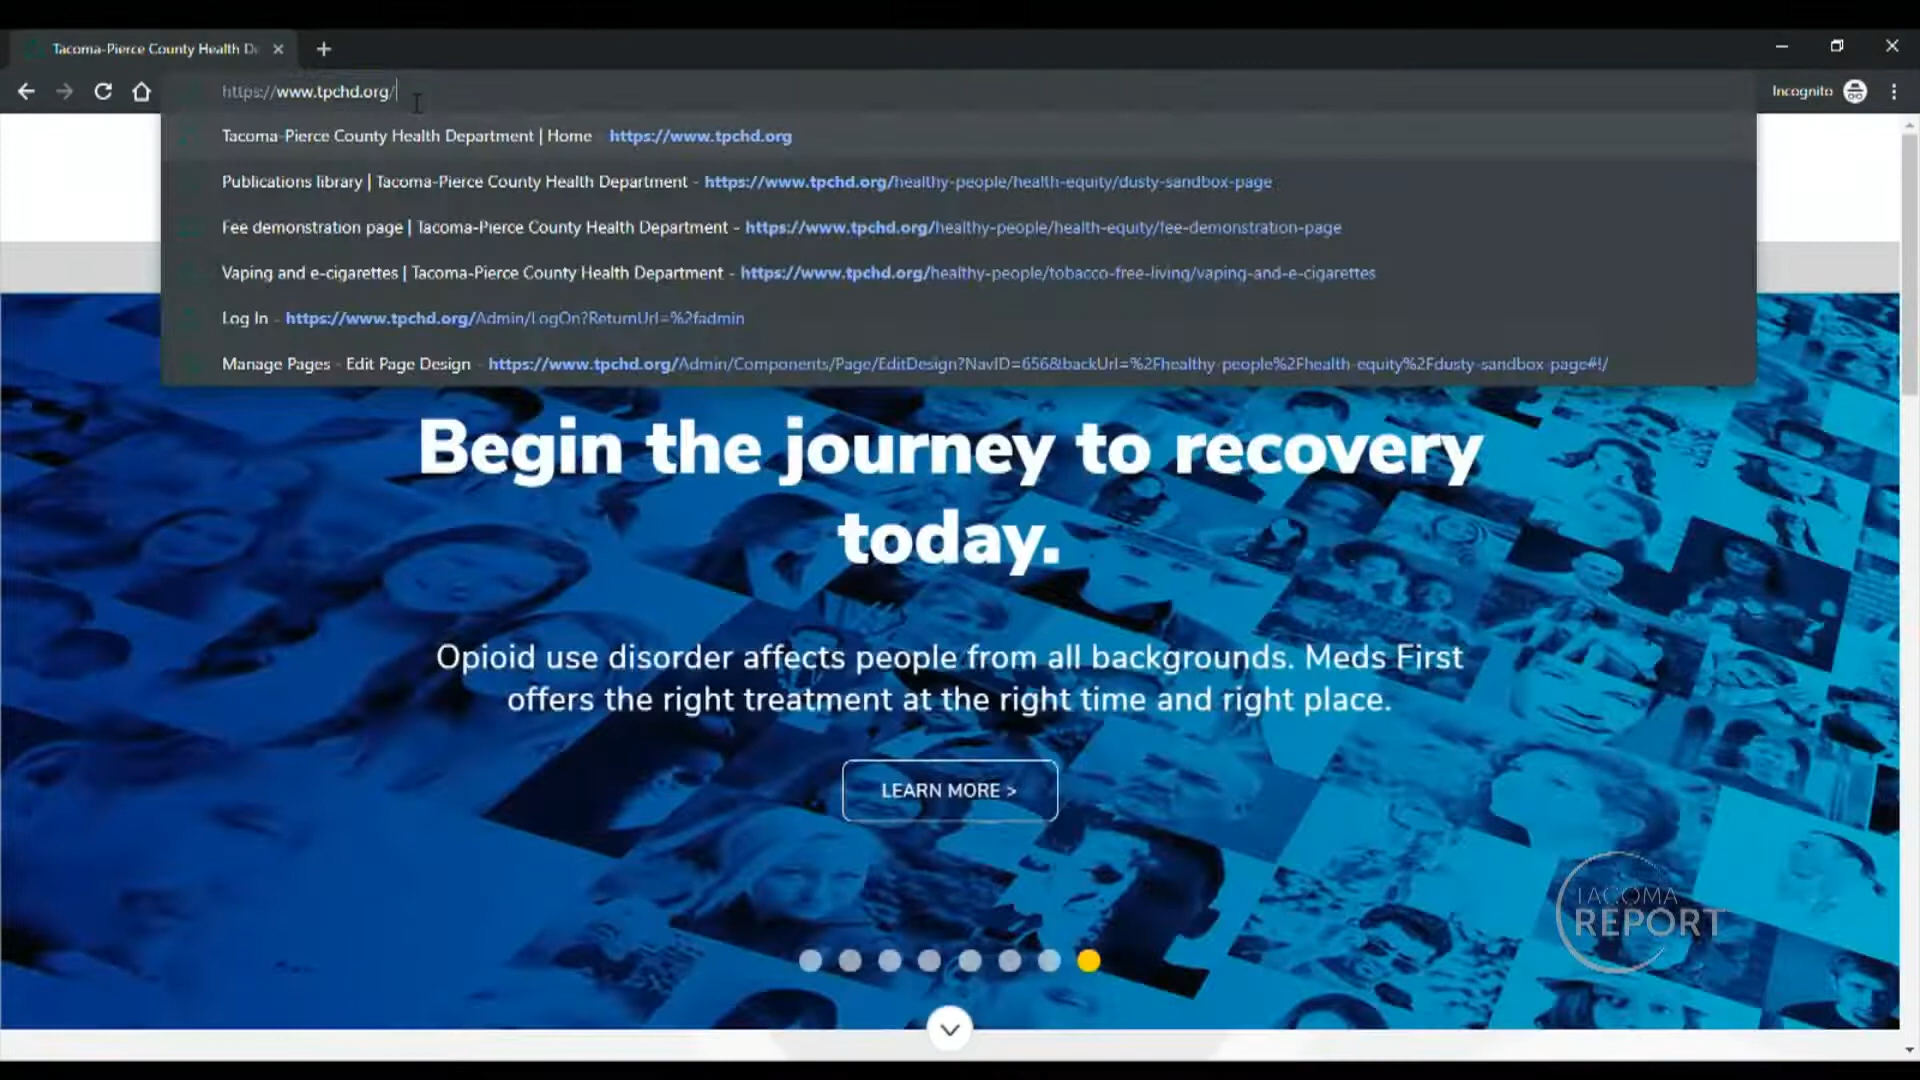 Tacoma-Pierce County Health De
https://www.tpchd.org/
Incognito
Tacoma-Pierce County Health Department | Home - https://www.tpchd.org
Publications library | Tacoma-Pierce County Health Department - https://www.tpchd.org/healthy-people/health-equity/dusty-sandbox-page
Fee demonstration page | Tacoma-Pierce County Health Department - https://www.tpchd.org/healthy-people/health-equity/fee-demonstration-page
Vaping and e-cigarettes | Tacoma-Pierce County Health Department - https://www.tpchd.org/healthy-people/tobacco-free-living/vaping-and-e-cigarettes
Log In - https://www.tpchd.org/Admin/LogOn?ReturnUrl=%2fadmin
Manage Pages - Edit Page Design - https://www.tpchd.org/Admin/Components/Page/EditDesign?NavID=656&backUrl=%2Fhealthy-people%2Fhealth-equity%2Fdusty-sandbox-page#!/
Begin the journey to recovery
today.
Opioid use disorder affects people from all backgrounds. Meds First
offers the right treatment at the right time and right place.
LEARN MORE >
TACOMA
REPORT